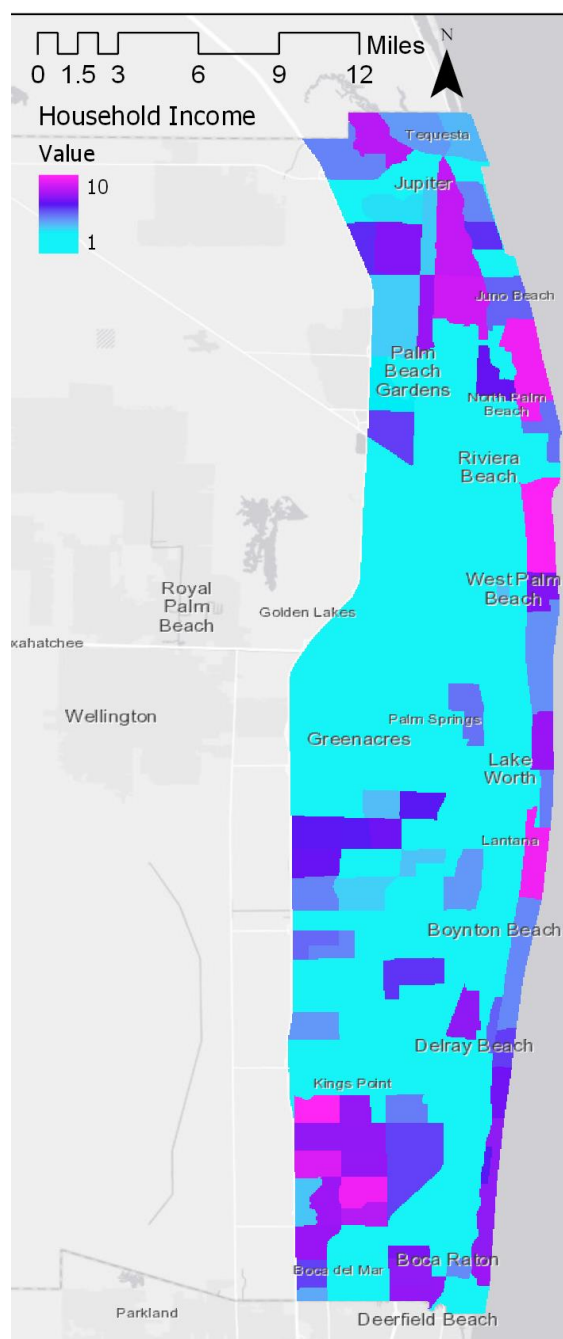 N
Miles
0 1.5 3 6 9 12
Household Income
Value
10
1
Tequesta
Jupiter
Juno Beach
Palm
Beach
Gardens
North Palm
Beach
Riviera
Beach
West Palm
Beach
Royal
Palm
Beach
Golden Lakes
xahatchee
Wellington
Palm Springs
Greenacres
Lake
Worth
Lantana
Boynton Beach
Delray Beach
Kings Point
Boca Raton
Boca del Mar
Parkland
Deerfield Beach